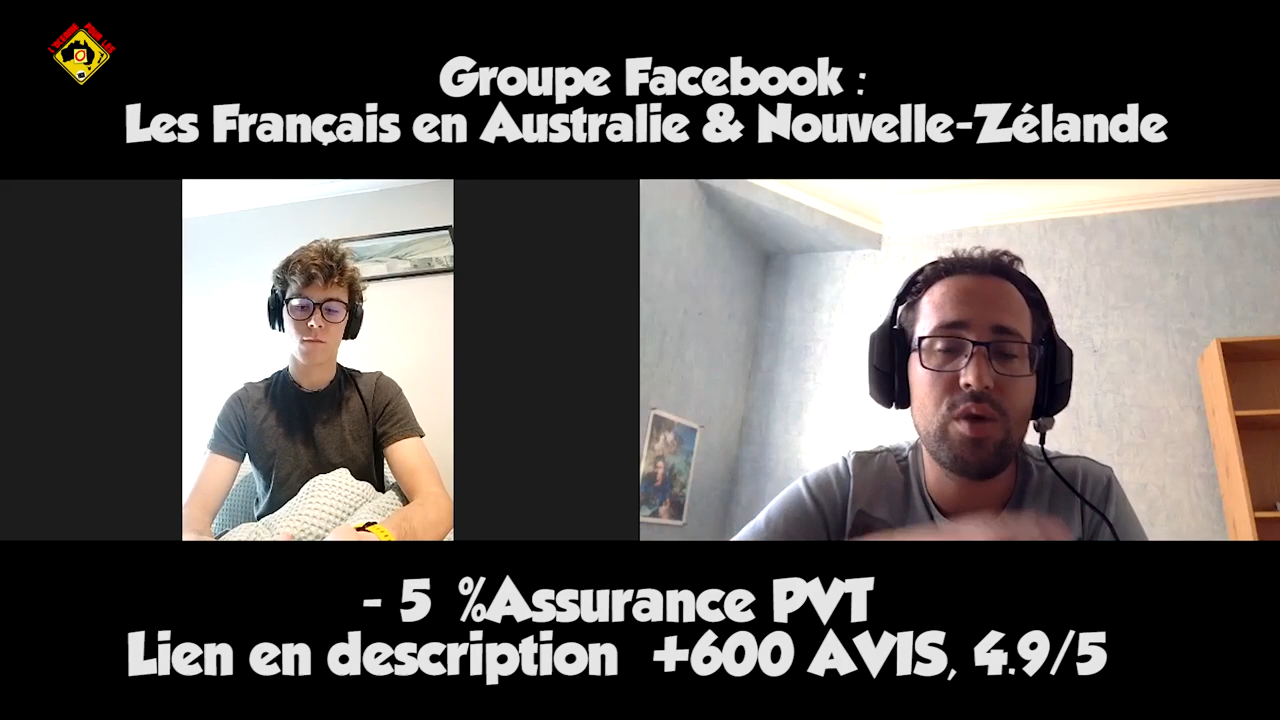 Groupe Facebook :
Les Français en Australie & Nouvelle-Zélande
- 5 %Assurance PVT
Lien en description +600 AVIS, 4.9/5